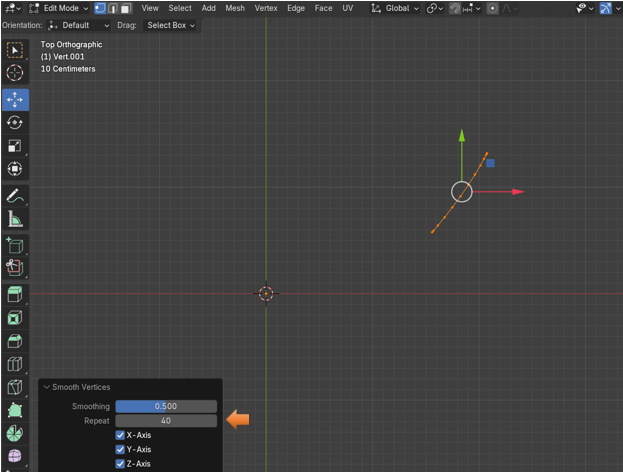 Edit Mode View Select Add Mesh Vertex Edge Face UV Global
Orientation: Default Drag: Select Box
Top Orthographic
(1) Vert.001
10 Centimeters
Smooth Vertices
Smoothing 0.500
Repeat 40
X-Axis
Y-Axis
Z-Axis